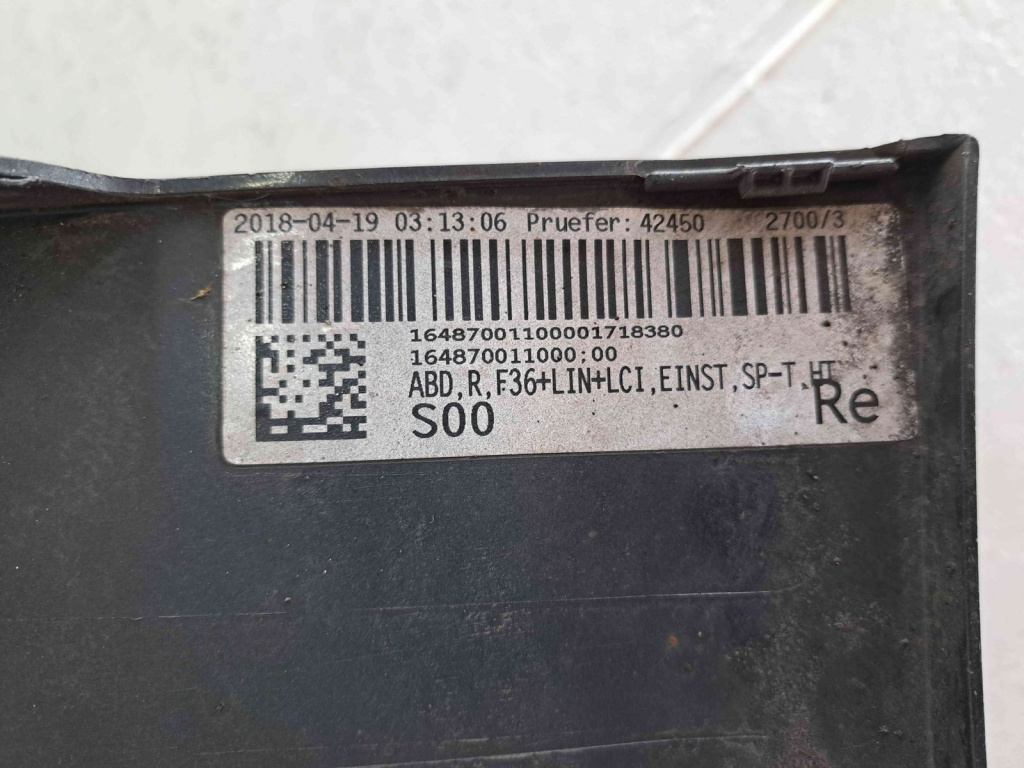 2018-04-19 03:13:06 Pruefer: 42450 2700/3
164870011000001718380
164870011000;00
ABD,R,F36+LIN+LCI,EINST,SP-T,HT
S00 Re